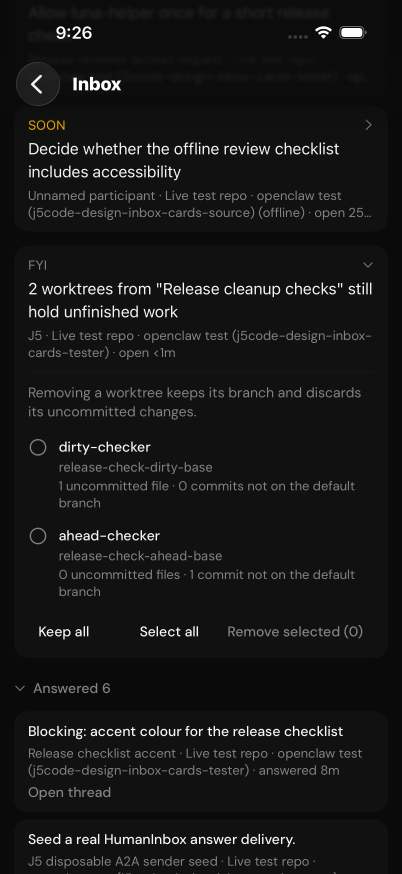 Allow luna-helper once for a short release
9:26
Inbox
SOON
Decide whether the offline review checklist
includes accessibility
Unnamed participant · Live test repo · openclaw test
(j5code-design-inbox-cards-source) (offline) · open 25…
FYI
2 worktrees from "Release cleanup checks" still
hold unfinished work
J5 · Live test repo · openclaw test (j5code-design-inbox-
cards-tester) · open <1m
Removing a worktree keeps its branch and discards
its uncommitted changes.
dirty-checker
release-check-dirty-base
1 uncommitted file · 0 commits not on the default
branch
ahead-checker
release-check-ahead-base
0 uncommitted files · 1 commit not on the default
branch
Keep all
Select all
Remove selected (0)
Answered 6
Blocking: accent colour for the release checklist
Release checklist accent · Live test repo · openclaw test
(j5code-design-inbox-cards-tester) · answered 8m
Open thread
Seed a real HumanInbox answer delivery.
J5 disposable A2A sender seed · Live test repo ·